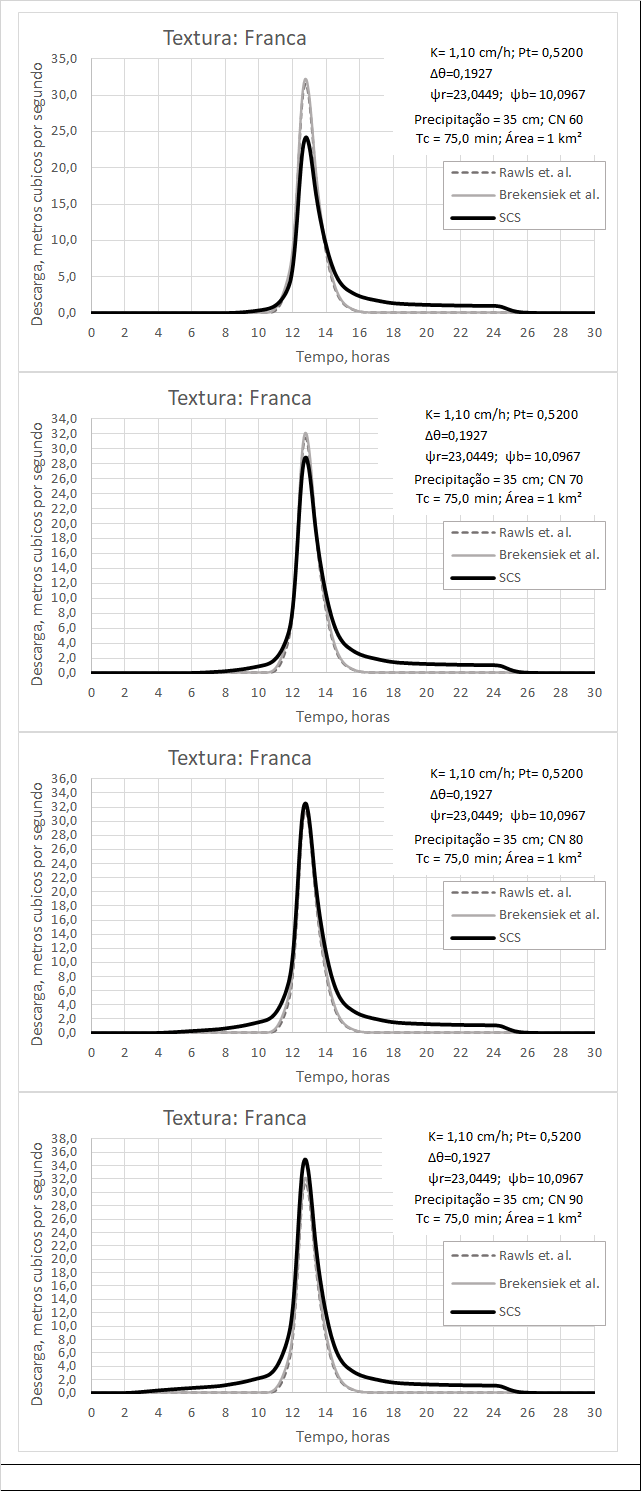 Textura: Franca
K= 1,10 cm/h; Pt= 0,5200
Δθ=0,1927
ψr=23,0449; ψb= 10,0967
Precipitação = 35 cm; CN 60
Tc = 75,0 min; Área = 1 km²
Rawls et. al.
Brekensiek et al.
SCS
Descarga, metros cubicos por segundo
35,0
30,0
25,0
20,0
15,0
10,0
5,0
0,0
0 2 4 6 8 10 12 14 16 18 20 22 24 26 28 30
Tempo, horas
Textura: Franca
K= 1,10 cm/h; Pt= 0,5200
Δθ=0,1927
ψr=23,0449; ψb= 10,0967
Precipitação = 35 cm; CN 70
Tc = 75,0 min; Área = 1 km²
Rawls et. al.
Brekensiek et al.
SCS
Descarga, metros cubicos por segundo
34,0
32,0
30,0
28,0
26,0
24,0
22,0
20,0
18,0
16,0
14,0
12,0
10,0
8,0
6,0
4,0
2,0
0,0
0 2 4 6 8 10 12 14 16 18 20 22 24 26 28 30
Tempo, horas
Textura: Franca
K= 1,10 cm/h; Pt= 0,5200
Δθ=0,1927
ψr=23,0449; ψb= 10,0967
Precipitação = 35 cm; CN 80
Tc = 75,0 min; Área = 1 km²
Rawls et. al.
Brekensiek et al.
SCS
Descarga, metros cubicos por segundo
36,0
34,0
32,0
30,0
28,0
26,0
24,0
22,0
20,0
18,0
16,0
14,0
12,0
10,0
8,0
6,0
4,0
2,0
0,0
0 2 4 6 8 10 12 14 16 18 20 22 24 26 28 30
Tempo, horas
Textura: Franca
K= 1,10 cm/h; Pt= 0,5200
Δθ=0,1927
ψr=23,0449; ψb= 10,0967
Precipitação = 35 cm; CN 90
Tc = 75,0 min; Área = 1 km²
Rawls et. al.
Brekensiek et al.
SCS
Descarga, metros cubicos por segundo
38,0
36,0
34,0
32,0
30,0
28,0
26,0
24,0
22,0
20,0
18,0
16,0
14,0
12,0
10,0
8,0
6,0
4,0
2,0
0,0
0 2 4 6 8 10 12 14 16 18 20 22 24 26 28 30
Tempo, horas